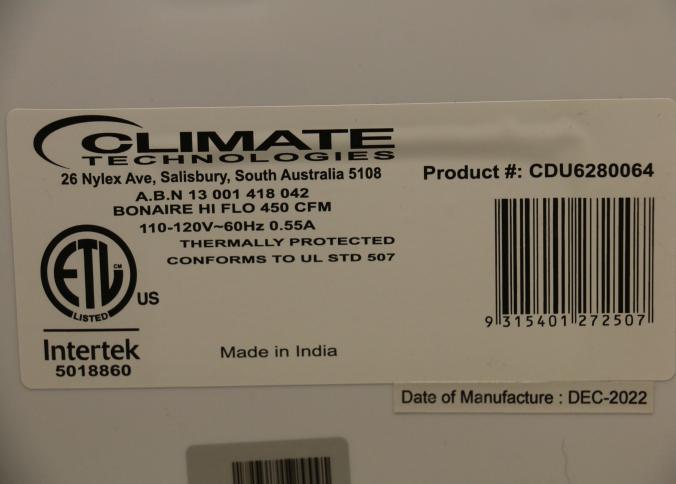 CLIMATE
TECHNOLOGIES
26 Nylex Ave, Salisbury, South Australia 5108
A.B.N 13 001 418 042
BONAIRE HI FLO 450 CFM
110-120V~60Hz 0.55A
THERMALLY PROTECTED
CONFORMS TO UL STD 507
ETL CM
LISTED
US
Intertek
5018860
Made in India
Product #: CDU6280064
9 315401 272507
Date of Manufacture : DEC-2022